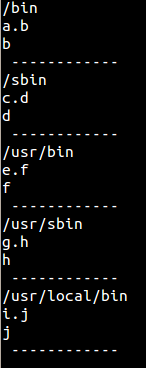 /bin
a.b
b
------------
/sbin
c.d
d
------------
/usr/bin
e.f
f
------------
/usr/sbin
g.h
h
------------
/usr/local/bin
i.j
j
------------